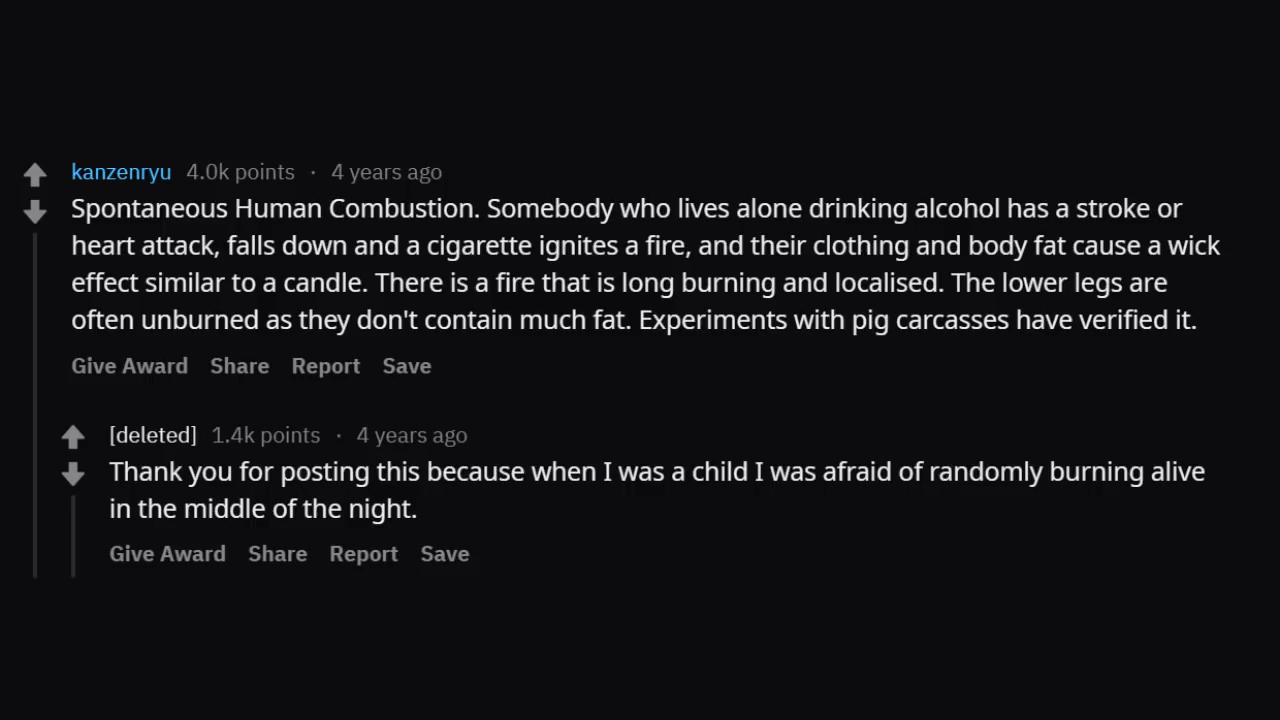 kanzenryu 4.0k points · 4 years ago
Spontaneous Human Combustion. Somebody who lives alone drinking alcohol has a stroke or
heart attack, falls down and a cigarette ignites a fire, and their clothing and body fat cause a wick
effect similar to a candle. There is a fire that is long burning and localised. The lower legs are
often unburned as they don't contain much fat. Experiments with pig carcasses have verified it.
Give Award Share Report Save
[deleted] 1.4k points · 4 years ago
Thank you for posting this because when I was a child I was afraid of randomly burning alive
in the middle of the night.
Give Award Share Report Save